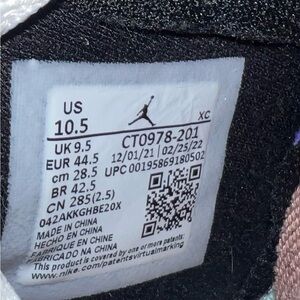 US
10.5
XC
UK 9.5
CT0978-201
EUR 44.5
12/01/21 02/25/22
cm 28.5
UPC 00195869180502
BR 42.5
CN 285(2.5)
042AKKGHBE20X
MADE IN CHINA
HECHO EN CHINA
FABRICADO NA CHINA
This product is covered by one or more patents:
www.nike.com/patentsvirtualmarking